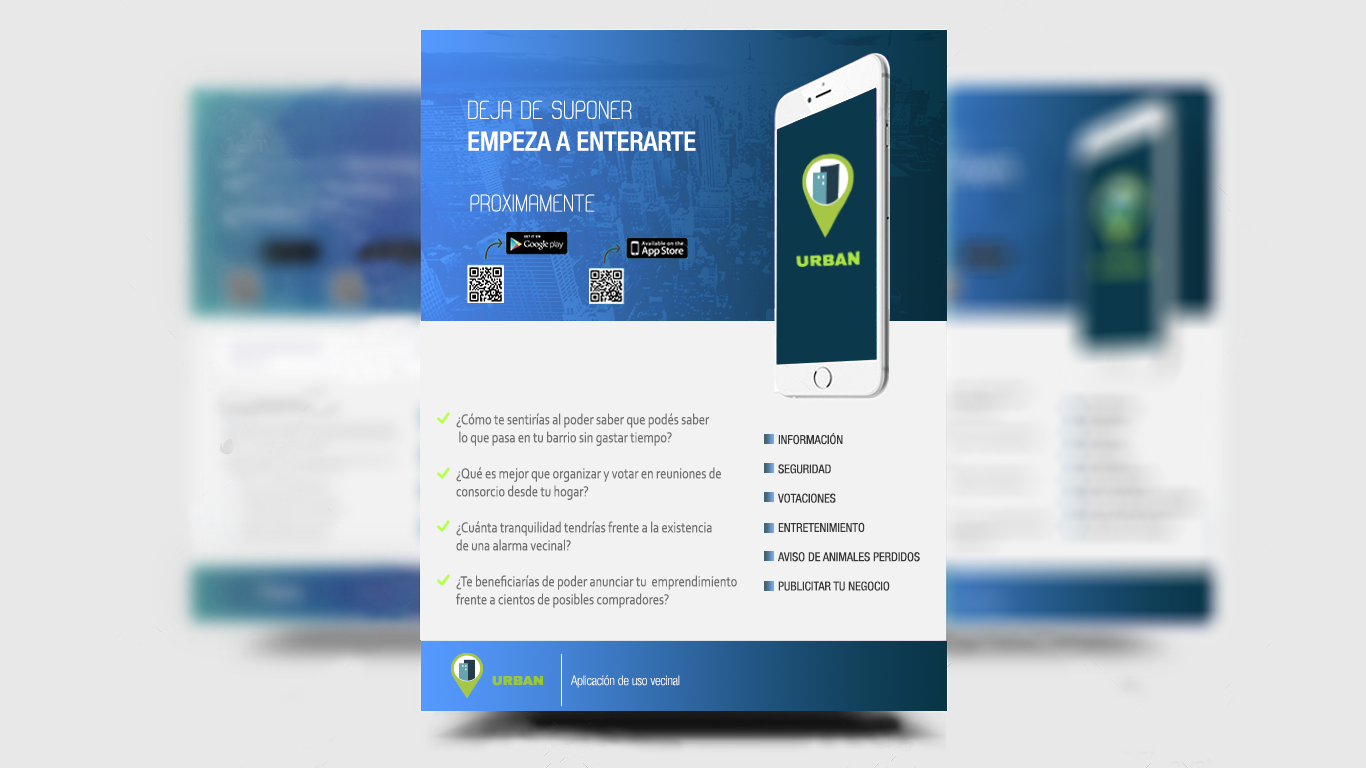 DEJA DE SUPONER
EMPEZA A ENTERARTE
PROXIMAMENTE
GET IT ON
Google play
Available on the
App Store
URBAN
¿Cómo te sentirías al poder saber que podés saber
lo que pasa en tu barrio sin gastar tiempo?
¿Qué es mejor que organizar y votar en reuniones de
consorcio desde tu hogar?
¿Cuánta tranquilidad tendrías frente a la existencia
de una alarma vecinal?
¿Te beneficiarías de poder anunciar tu emprendimiento
frente a cientos de posibles compradores?
INFORMACIÓN
SEGURIDAD
VOTACIONES
ENTRETENIMIENTO
AVISO DE ANIMALES PERDIDOS
PUBLICITAR TU NEGOCIO
URBAN
Aplicación de uso vecinal